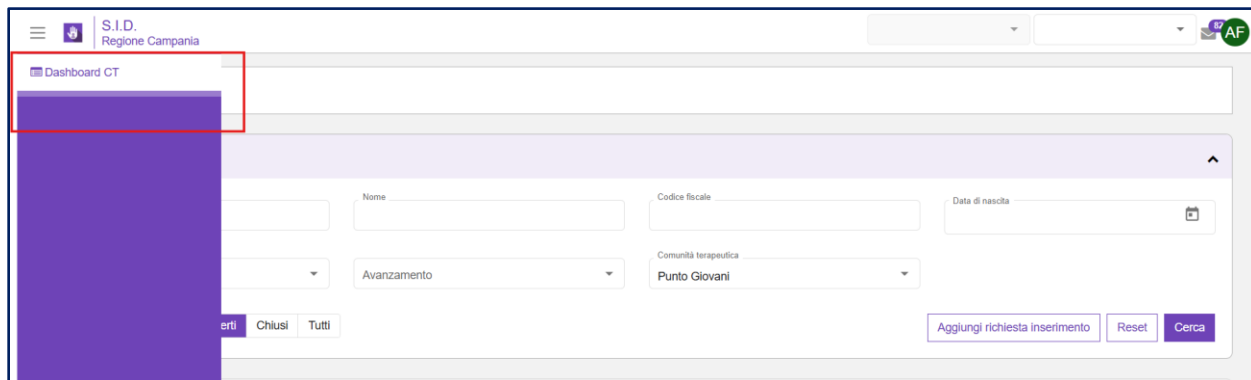 S.I.D.
Regione Campania
87
AF
Dashboard CT
Nome
Codice fiscale
Data di nascita
Avanzamento
Comunità terapeutica
Punto Giovani
erti
Chiusi
Tutti
Aggiungi richiesta inserimento
Reset
Cerca